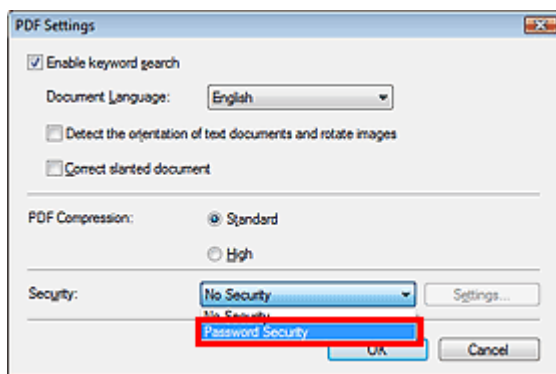 PDF Settings
Enable keyword search
Document Language: English
Detect the orientation of text documents and rotate images
Correct slanted document
PDF Compression: Standard
High
Security: No Security Settings...
No Security
Password Security
OK Cancel